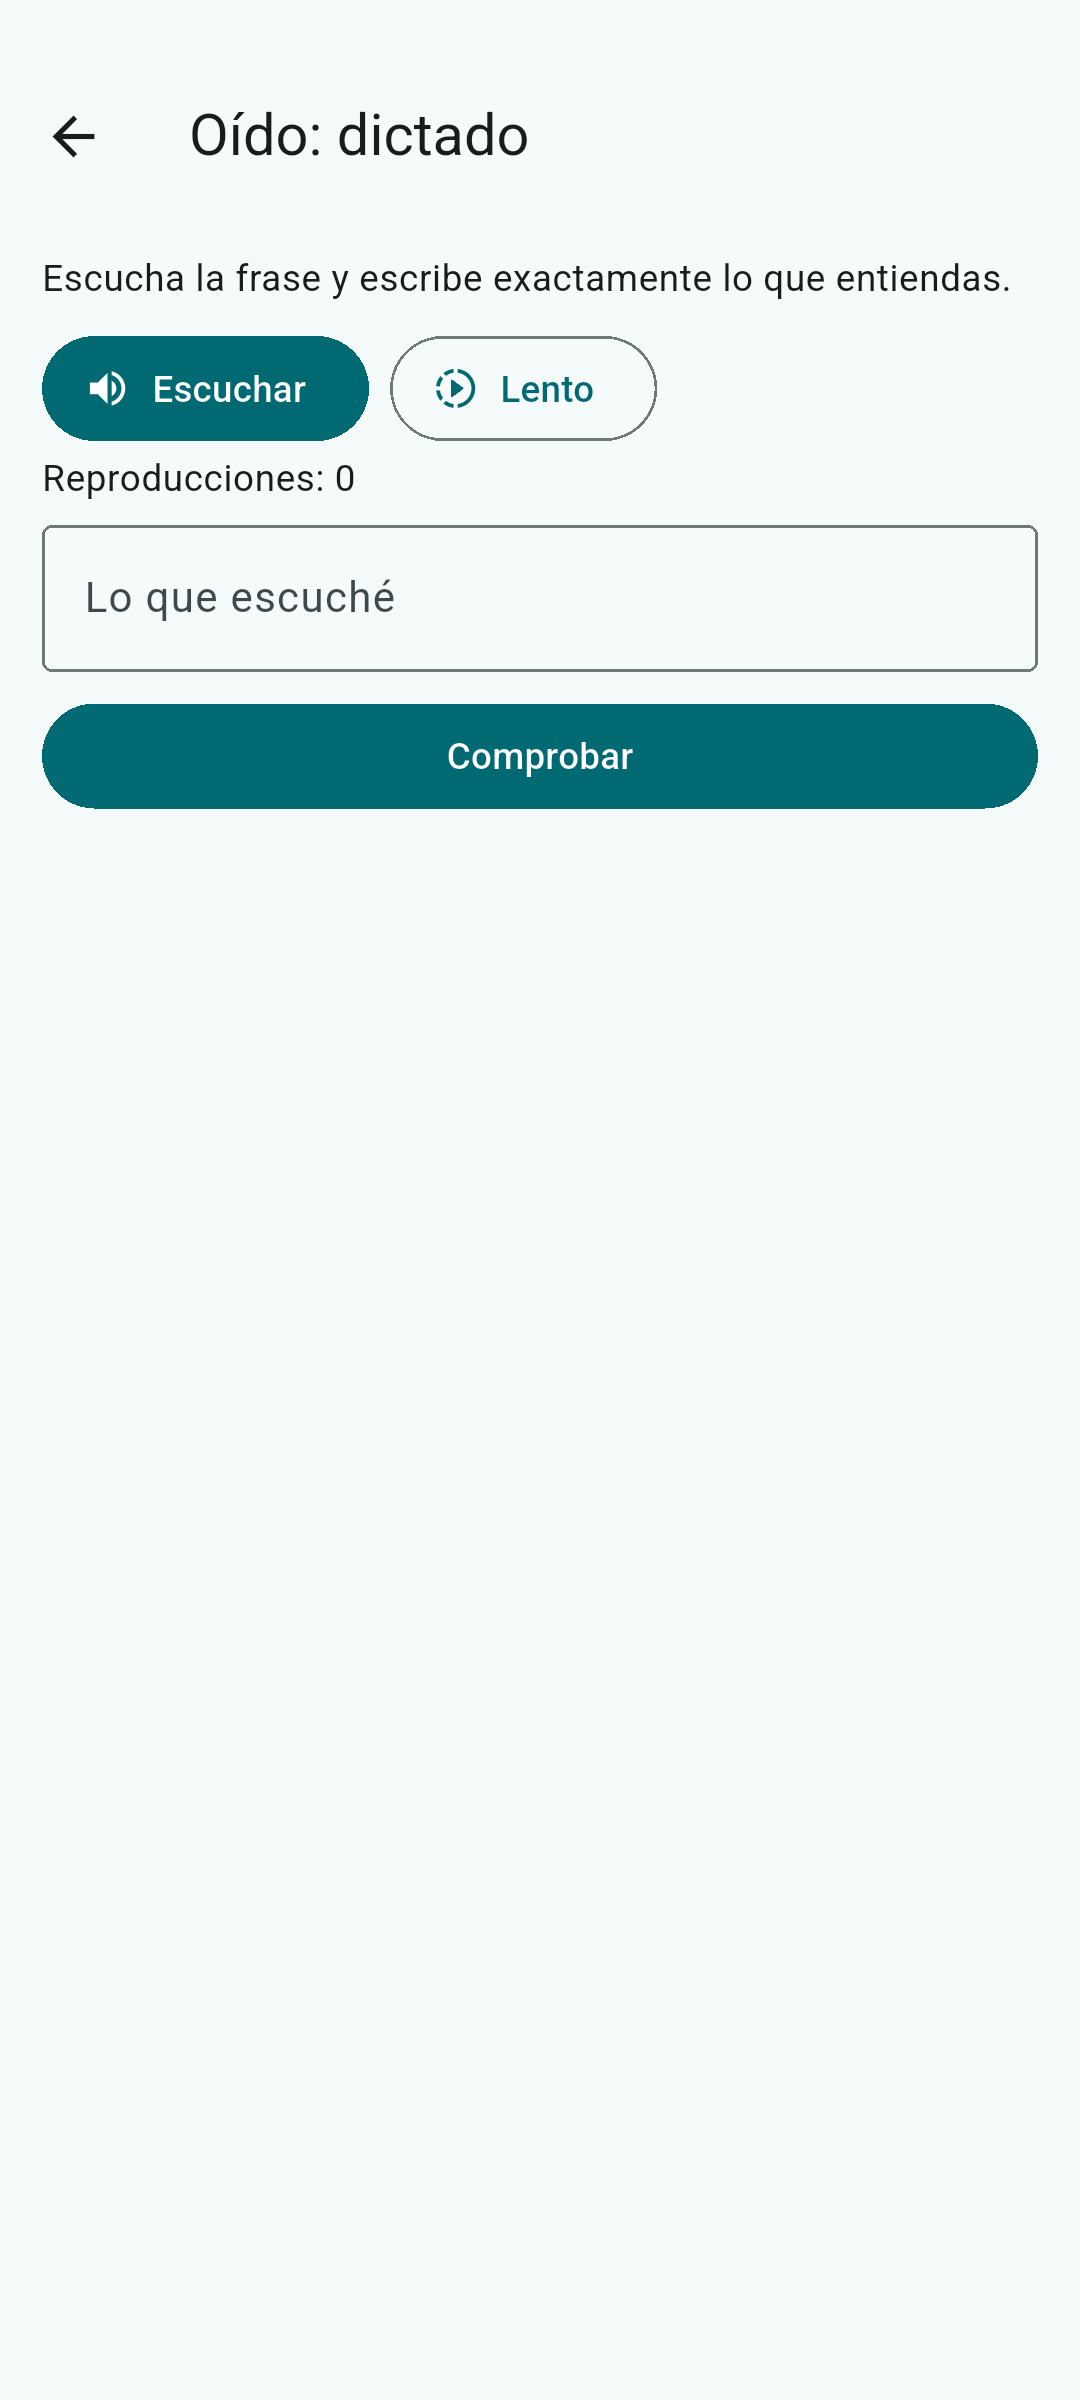 Oído: dictado
Escucha la frase y escribe exactamente lo que entiendas.
Escuchar Lento
Reproducciones: 0
Lo que escuché
Comprobar